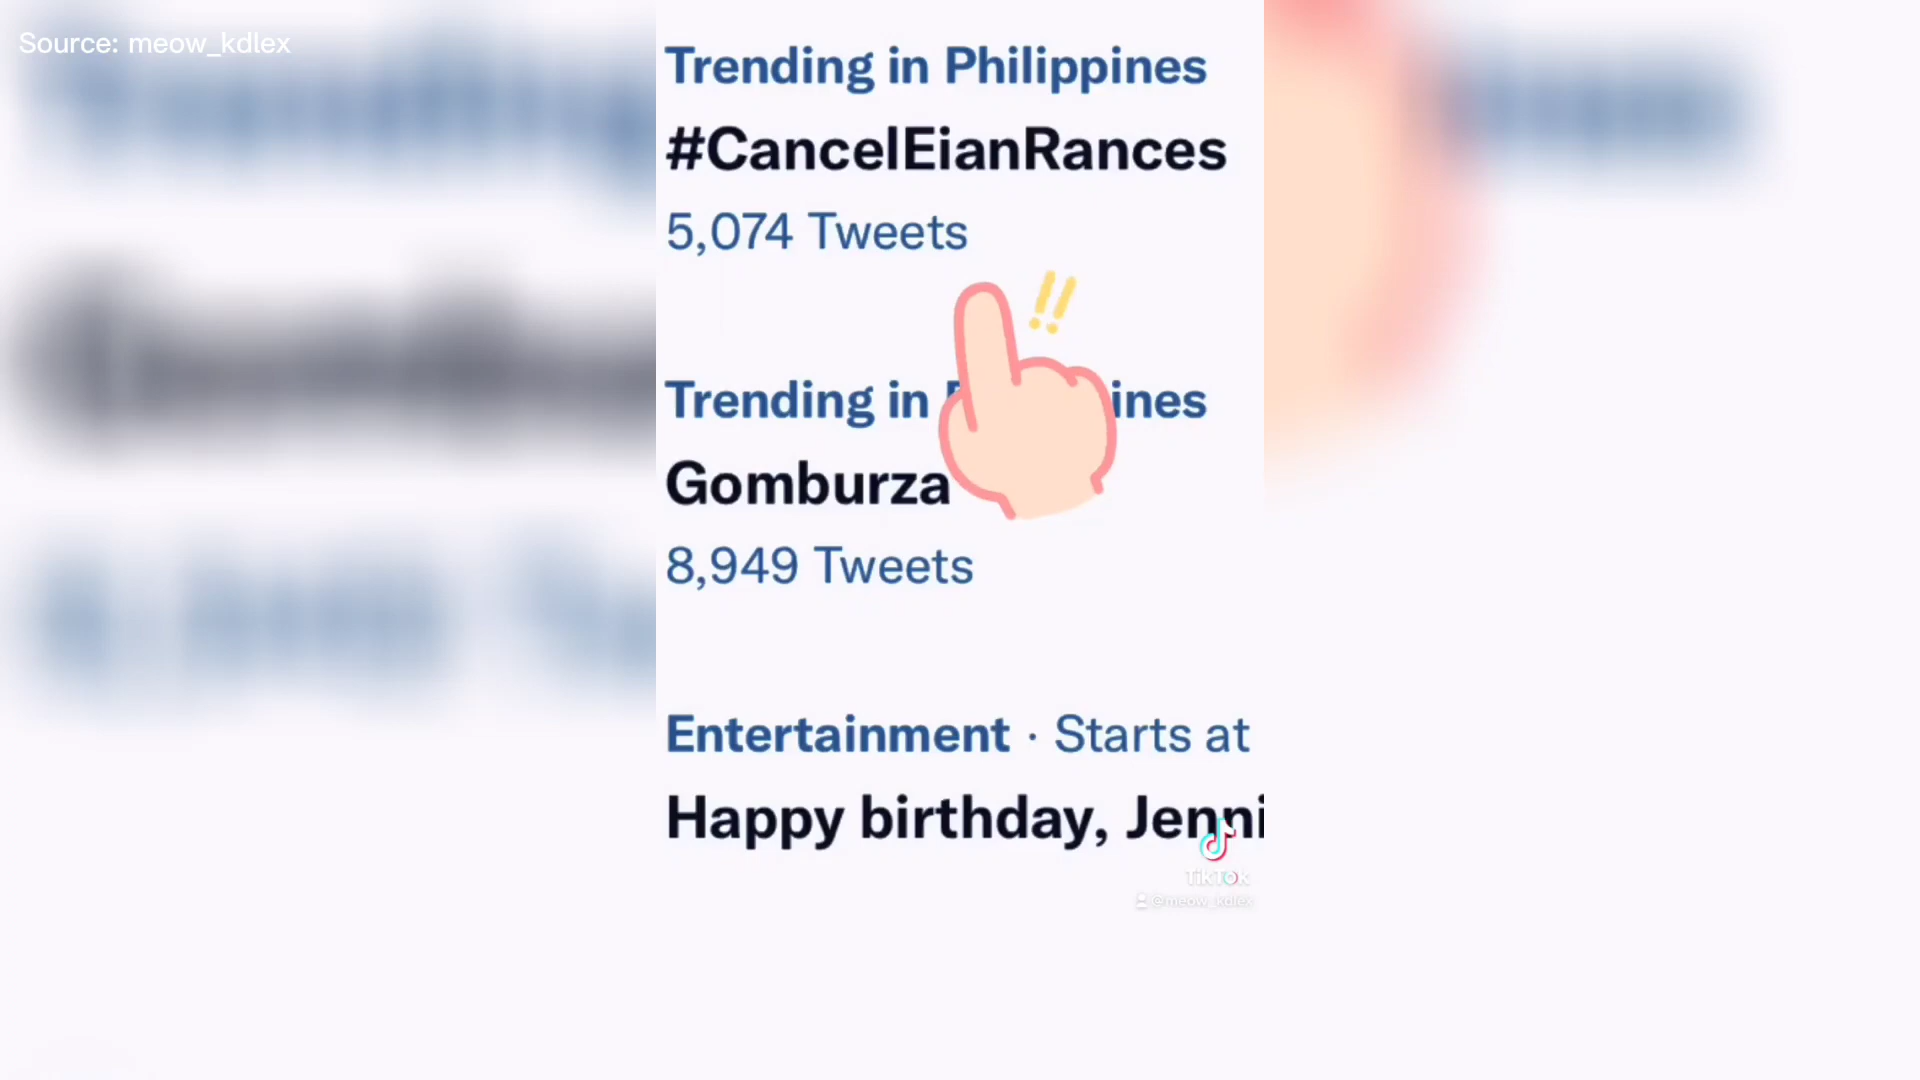 Source: meow_kdlex
Trending in Philippines
#CancelEianRances
5,074 Tweets
Trending in
Gomburza
8,949 Tweets
Entertainment · Starts at
Happy birthday, Jenni
TikTok
@meow_kdlex